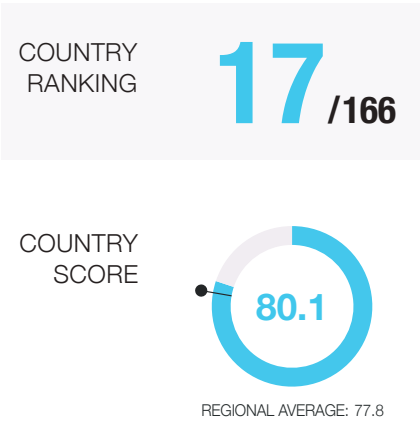 COUNTRY
RANKING
17/166
COUNTRY
SCORE
80.1
REGIONAL AVERAGE: 77.8